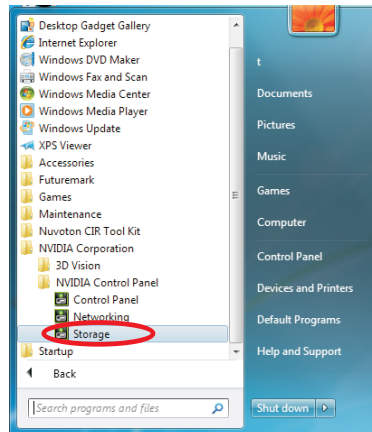 Desktop Gadget Gallery
Internet Explorer
Windows DVD Maker
Windows Fax and Scan
Windows Media Center
Windows Media Player
Windows Update
XPS Viewer
Accessories
Futuremark
Games
Maintenance
Nuvoton CIR Tool Kit
NVIDIA Corporation
3D Vision
NVIDIA Control Panel
Control Panel
Networking
Storage
Startup
Back
Search programs and files
t
Documents
Pictures
Music
Games
Computer
Control Panel
Devices and Printers
Default Programs
Help and Support
Shut down